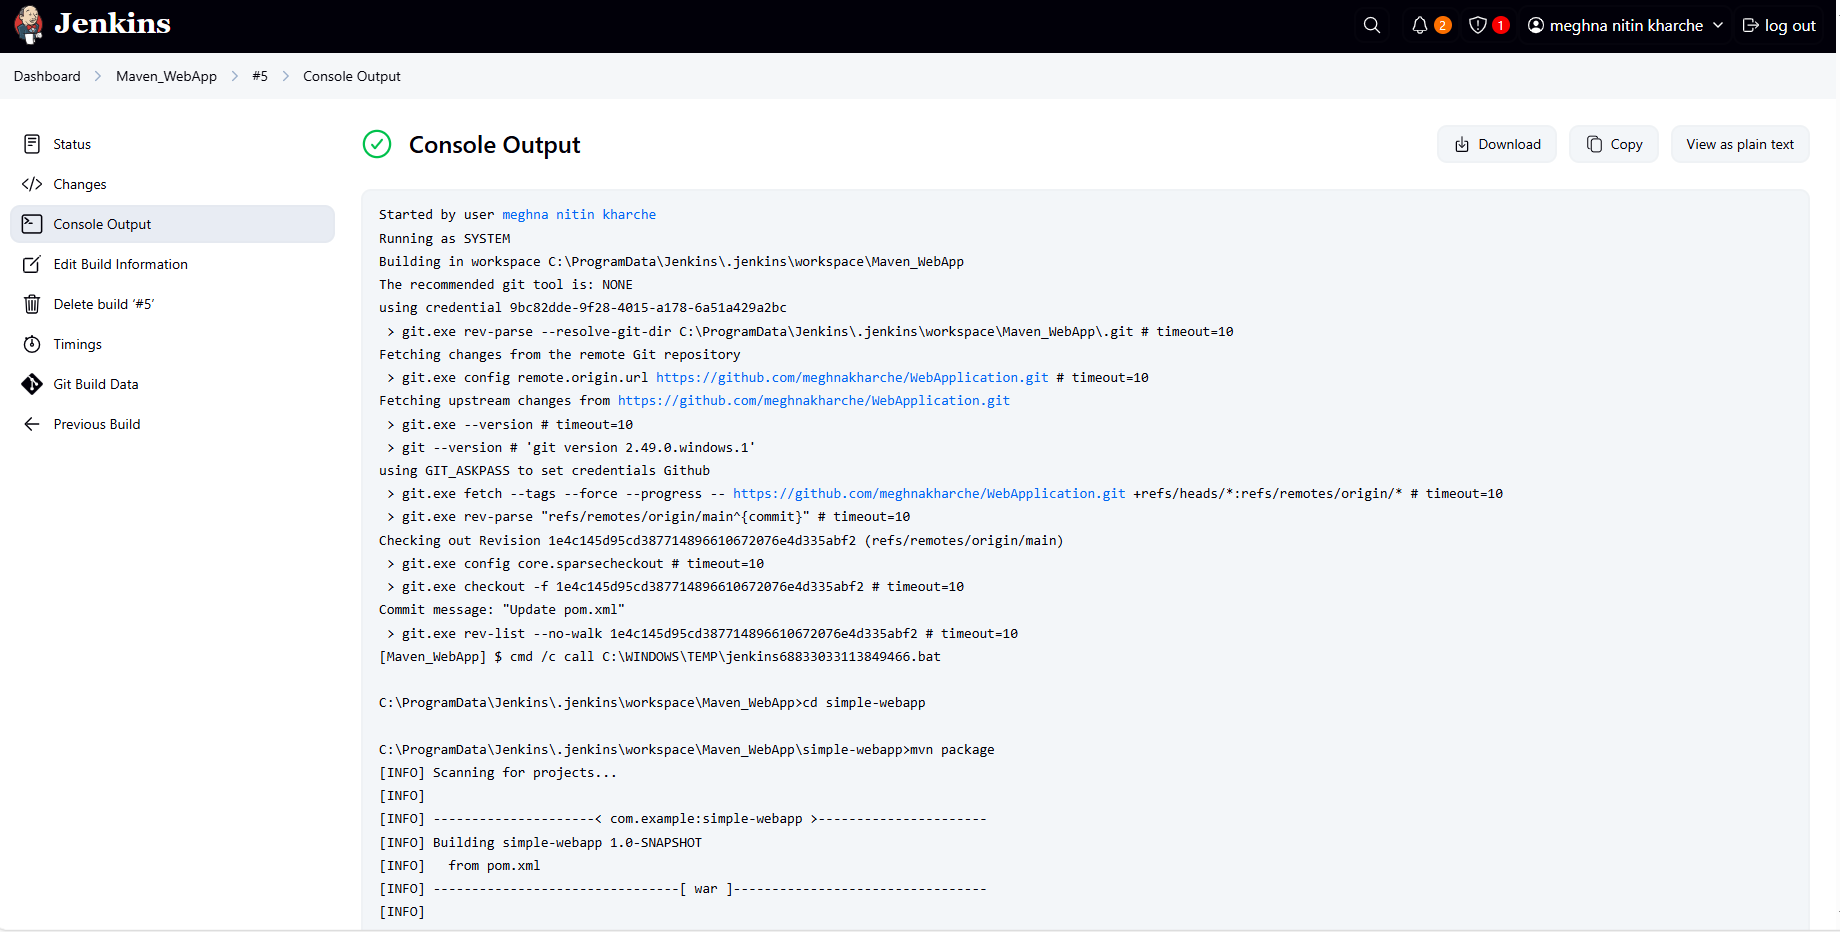 Jenkins
2
1
meghna nitin kharche
log out
Dashboard > Maven_WebApp > #5 > Console Output
Status
Changes
Console Output
Edit Build Information
Delete build ‘#5’
Timings
Git Build Data
Previous Build
Console Output
Download
Copy
View as plain text
Started by user meghna nitin kharche
Running as SYSTEM
Building in workspace C:\ProgramData\Jenkins\.jenkins\workspace\Maven_WebApp
The recommended git tool is: NONE
using credential 9bc82dde-9f28-4015-a178-6a51a429a2bc
 > git.exe rev-parse --resolve-git-dir C:\ProgramData\Jenkins\.jenkins\workspace\Maven_WebApp\.git # timeout=10
Fetching changes from the remote Git repository
 > git.exe config remote.origin.url https://github.com/meghnakharche/WebApplication.git # timeout=10
Fetching upstream changes from https://github.com/meghnakharche/WebApplication.git
 > git.exe --version # timeout=10
 > git --version # 'git version 2.49.0.windows.1'
using GIT_ASKPASS to set credentials Github
 > git.exe fetch --tags --force --progress -- https://github.com/meghnakharche/WebApplication.git +refs/heads/*:refs/remotes/origin/* # timeout=10
 > git.exe rev-parse "refs/remotes/origin/main^{commit}" # timeout=10
Checking out Revision 1e4c145d95cd387714896610672076e4d335abf2 (refs/remotes/origin/main)
 > git.exe config core.sparsecheckout # timeout=10
 > git.exe checkout -f 1e4c145d95cd387714896610672076e4d335abf2 # timeout=10
Commit message: "Update pom.xml"
 > git.exe rev-list --no-walk 1e4c145d95cd387714896610672076e4d335abf2 # timeout=10
[Maven_WebApp] $ cmd /c call C:\WINDOWS\TEMP\jenkins68833033113849466.bat
C:\ProgramData\Jenkins\.jenkins\workspace\Maven_WebApp>cd simple-webapp
C:\ProgramData\Jenkins\.jenkins\workspace\Maven_WebApp\simple-webapp>mvn package
[INFO] Scanning for projects...
[INFO]
[INFO] ---------------------< com.example:simple-webapp >----------------------
[INFO] Building simple-webapp 1.0-SNAPSHOT
[INFO]   from pom.xml
[INFO] --------------------------------[ war ]---------------------------------
[INFO]